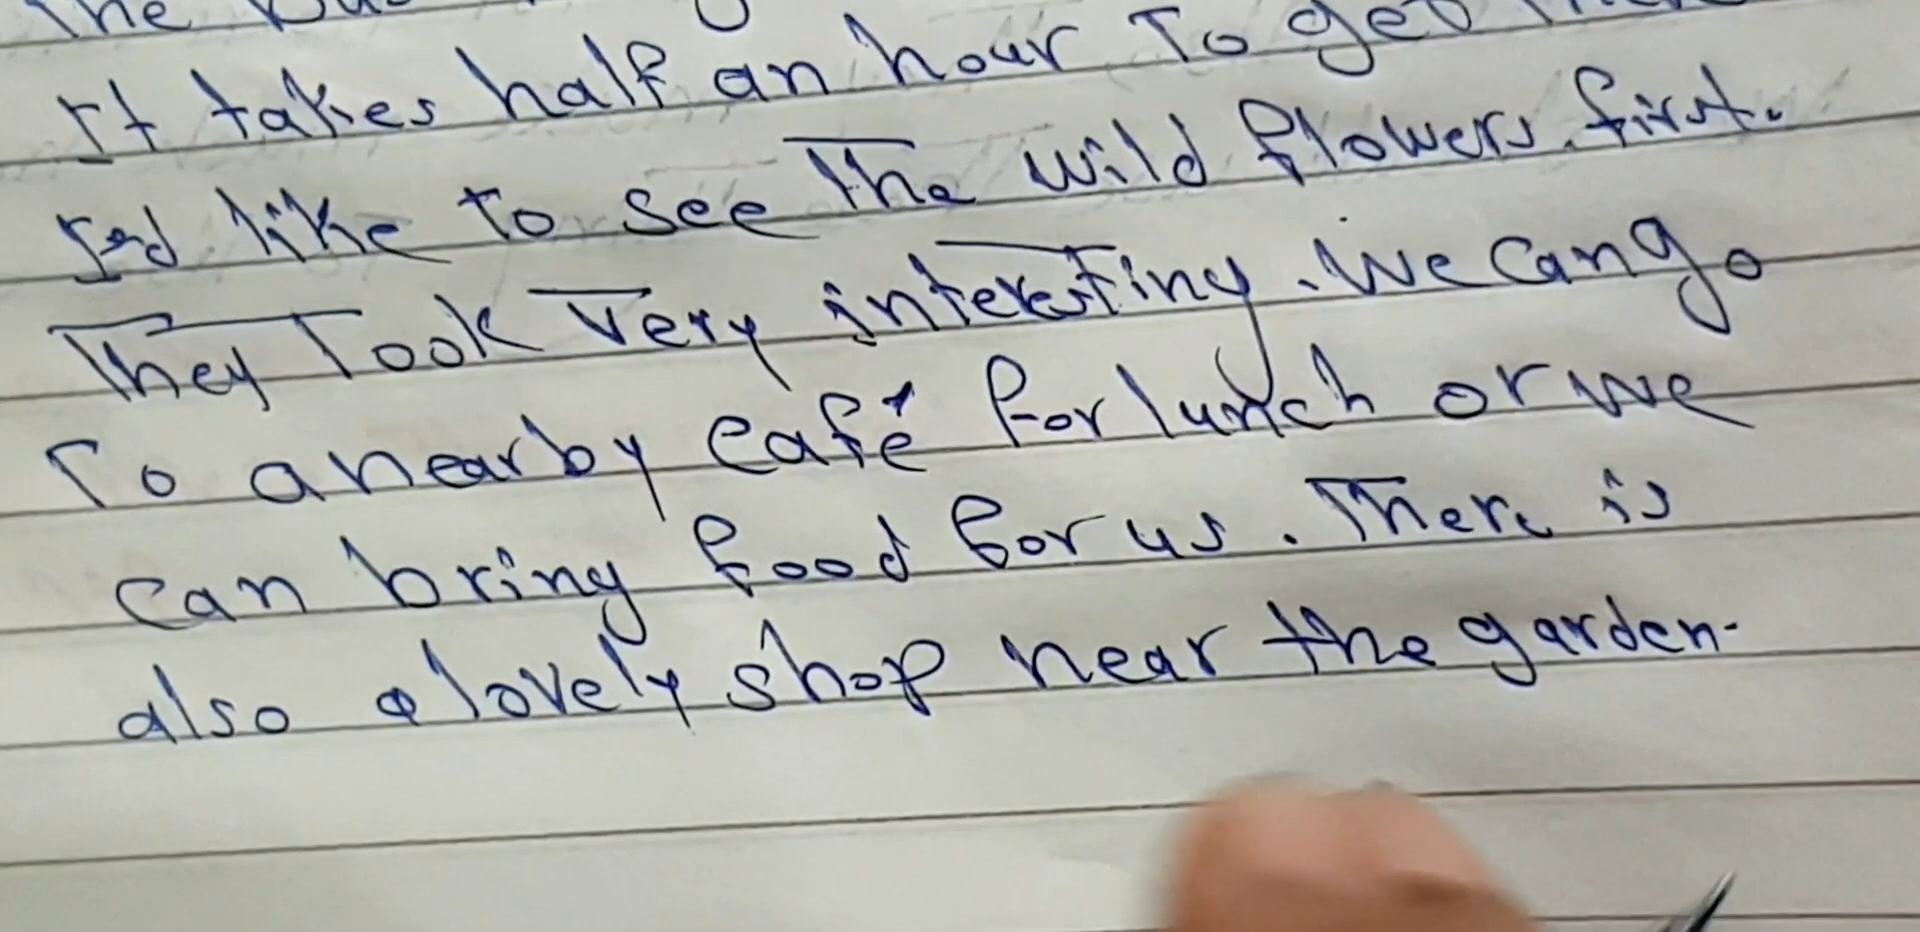 The
It takes half an hour To get
I'd like to see The wild flowers first.
They look very interesting. We can go
To a nearby café for lunch or we
can bring food for us. There is
also a lovely shop near the garden.